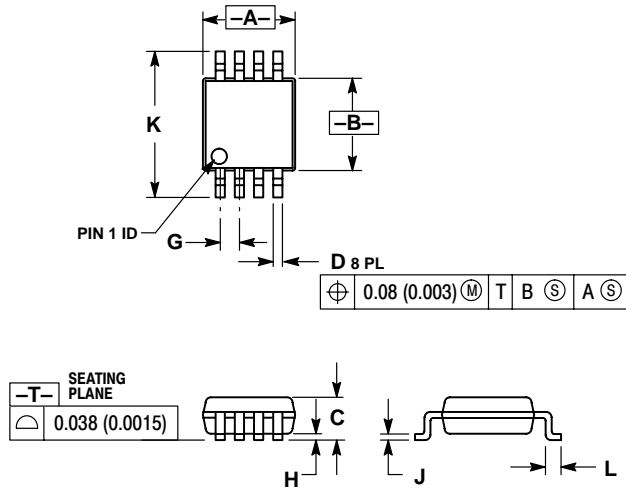 –A–
K
–B–
PIN 1 ID
G
D 8 PL
⌖ 0.08 (0.003) Ⓜ T B Ⓢ A Ⓢ
–T– SEATING PLANE
⌓ 0.038 (0.0015)
C
H
J
L